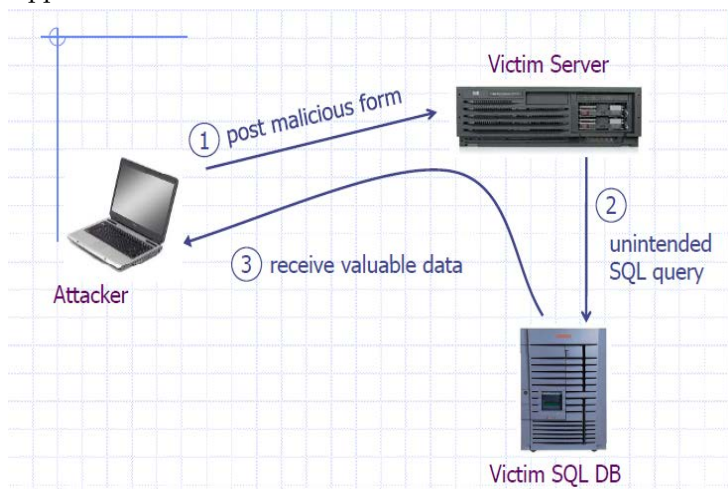 Victim Server
1 post malicious form
2
unintended
SQL query
3 receive valuable data
Attacker
Victim SQL DB